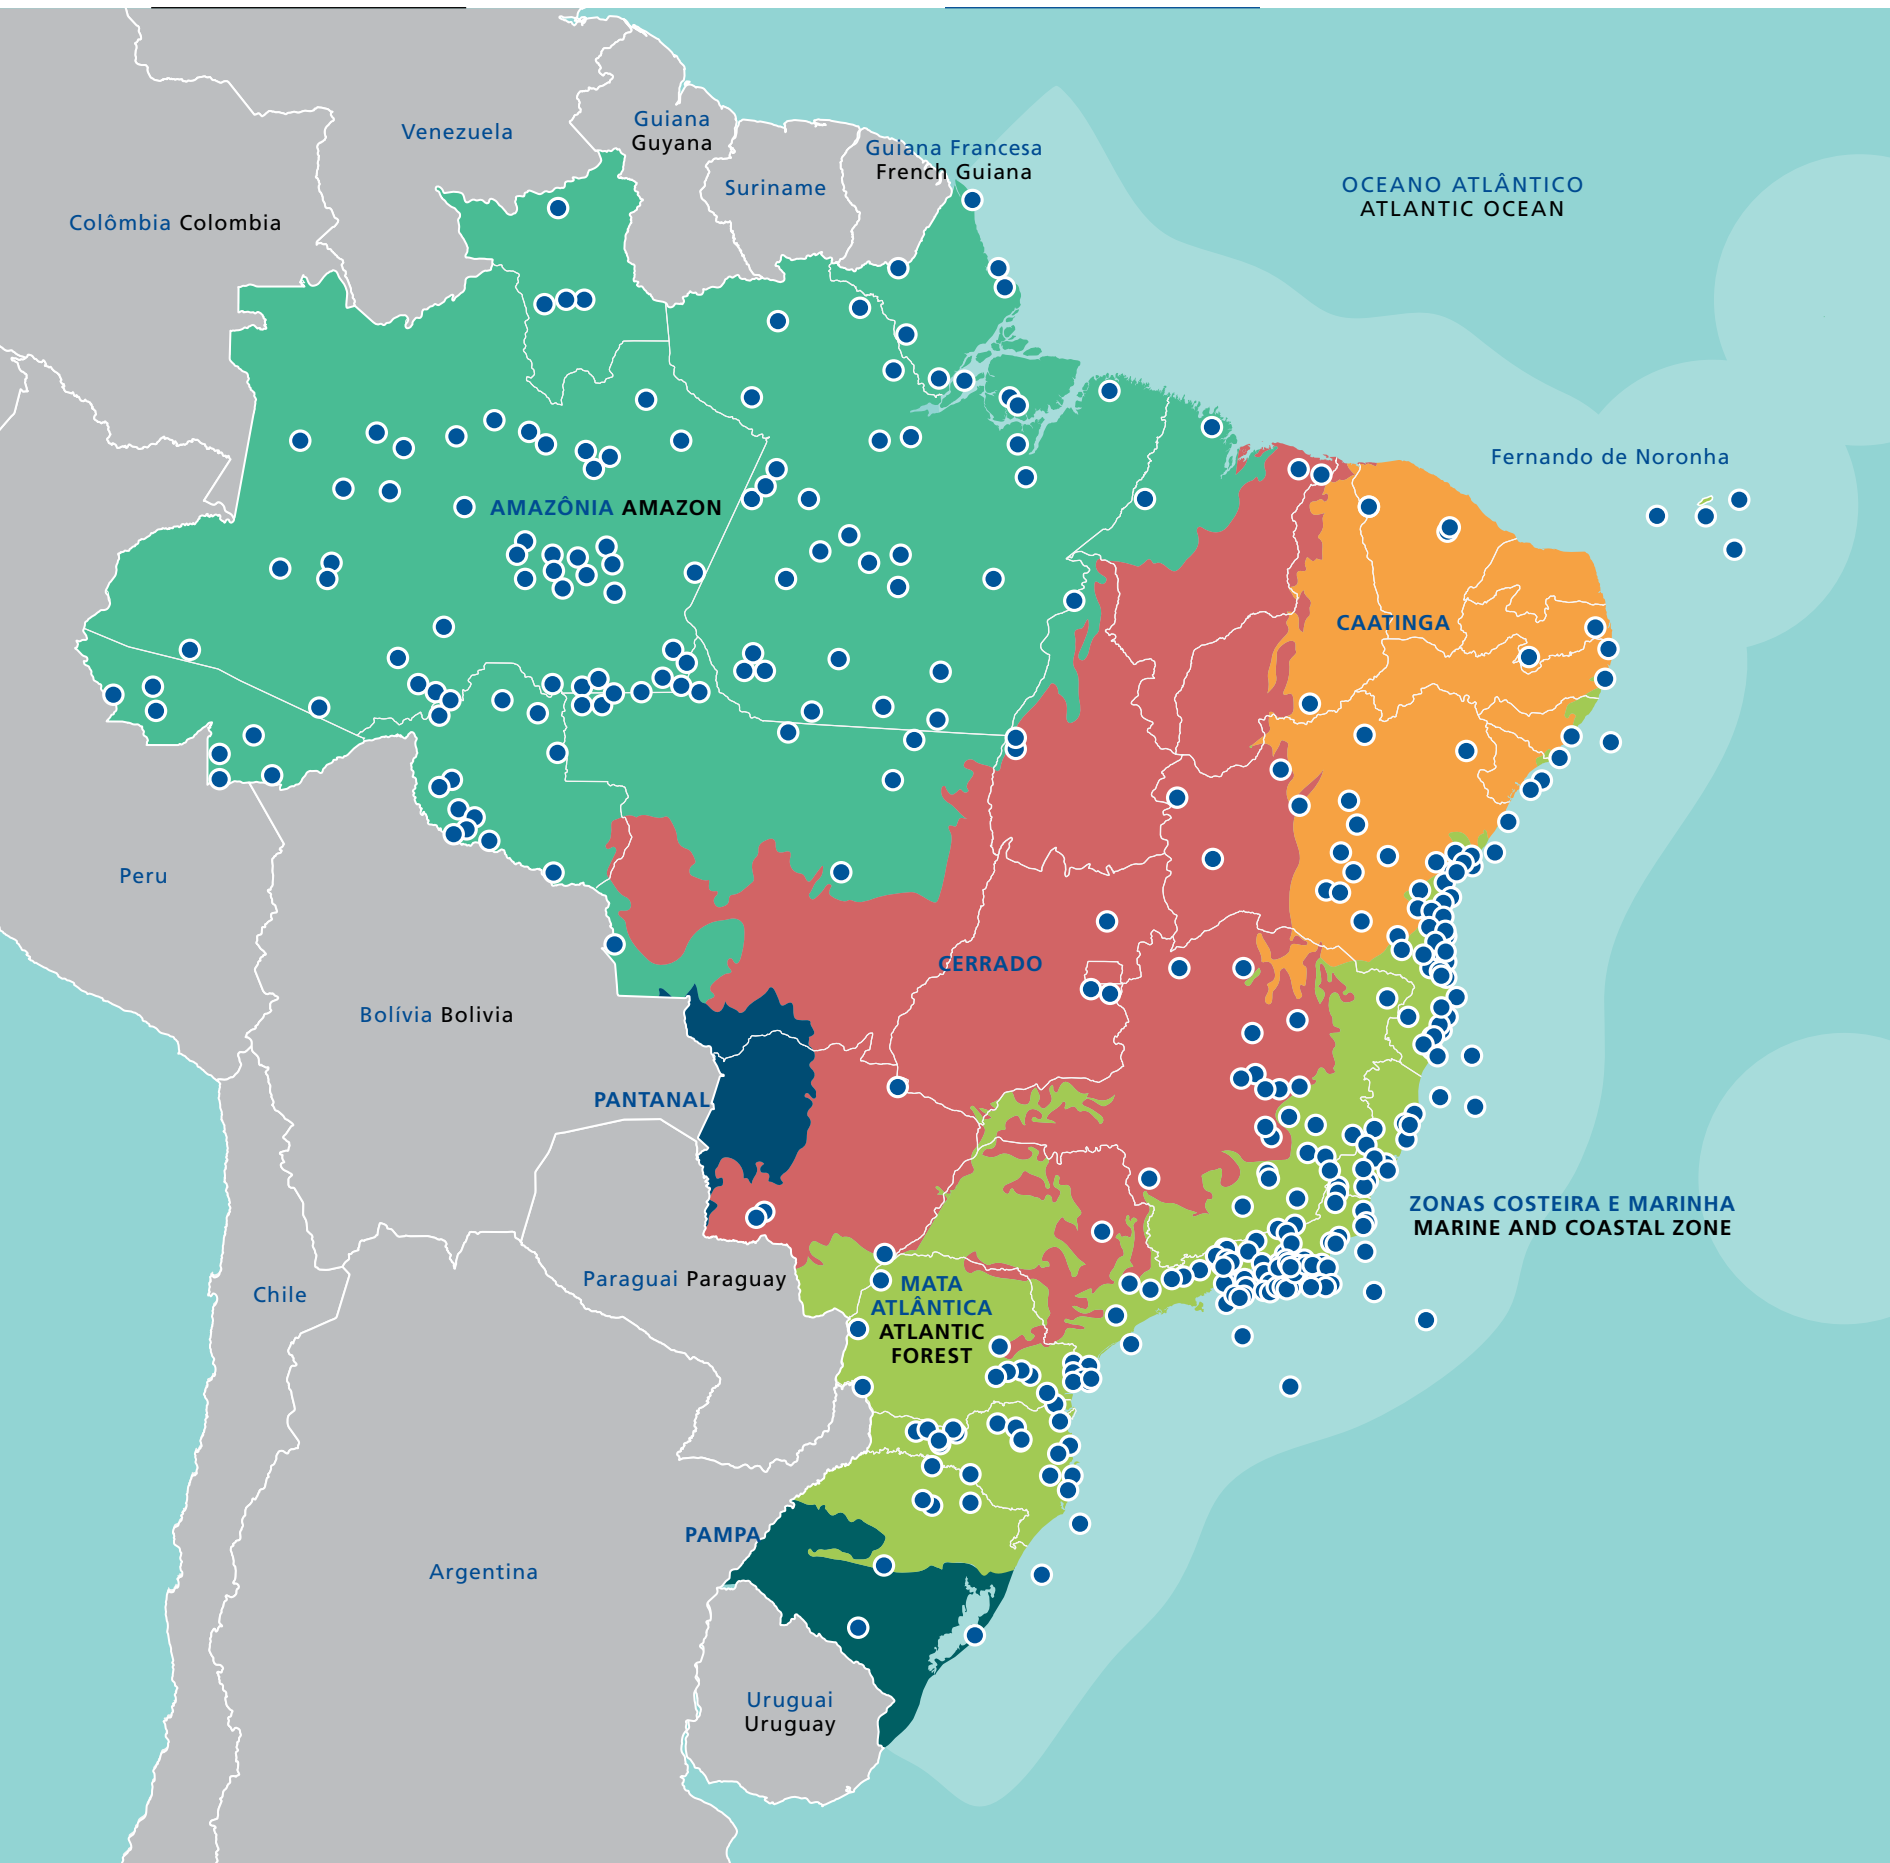 Guiana
Guyana
Venezuela
Guiana Francesa
French Guiana
Suriname
OCEANO ATLÂNTICO
ATLANTIC OCEAN
Colômbia Colombia
Fernando de Noronha
AMAZÔNIA AMAZON
CAATINGA
Peru
CERRADO
Bolívia Bolivia
PANTANAL
ZONAS COSTEIRA E MARINHA
MARINE AND COASTAL ZONE
Paraguai Paraguay
Chile
MATA
ATLÂNTICA
ATLANTIC
FOREST
PAMPA
Argentina
Uruguai
Uruguay